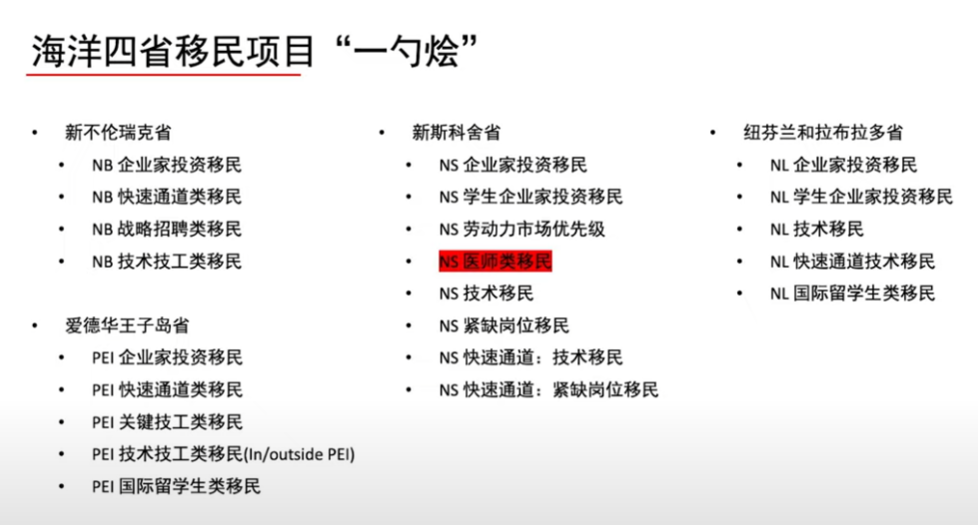 海洋四省移民项目“一勺烩”
• 新不伦瑞克省
• NB 企业家投资移民
• NB 快速通道类移民
• NB 战略招聘类移民
• NB 技术技工类移民
• 爱德华王子岛省
• PEI 企业家投资移民
• PEI 快速通道类移民
• PEI 关键技工类移民
• PEI 技术技工类移民(In/outside PEI)
• PEI 国际留学生类移民
• 新斯科舍省
• NS 企业家投资移民
• NS 学生企业家投资移民
• NS 劳动力市场优先级
• NS 医师类移民
• NS 技术移民
• NS 紧缺岗位移民
• NS 快速通道：技术移民
• NS 快速通道：紧缺岗位移民
• 纽芬兰和拉布拉多省
• NL 企业家投资移民
• NL 学生企业家投资移民
• NL 技术移民
• NL 快速通道技术移民
• NL 国际留学生类移民